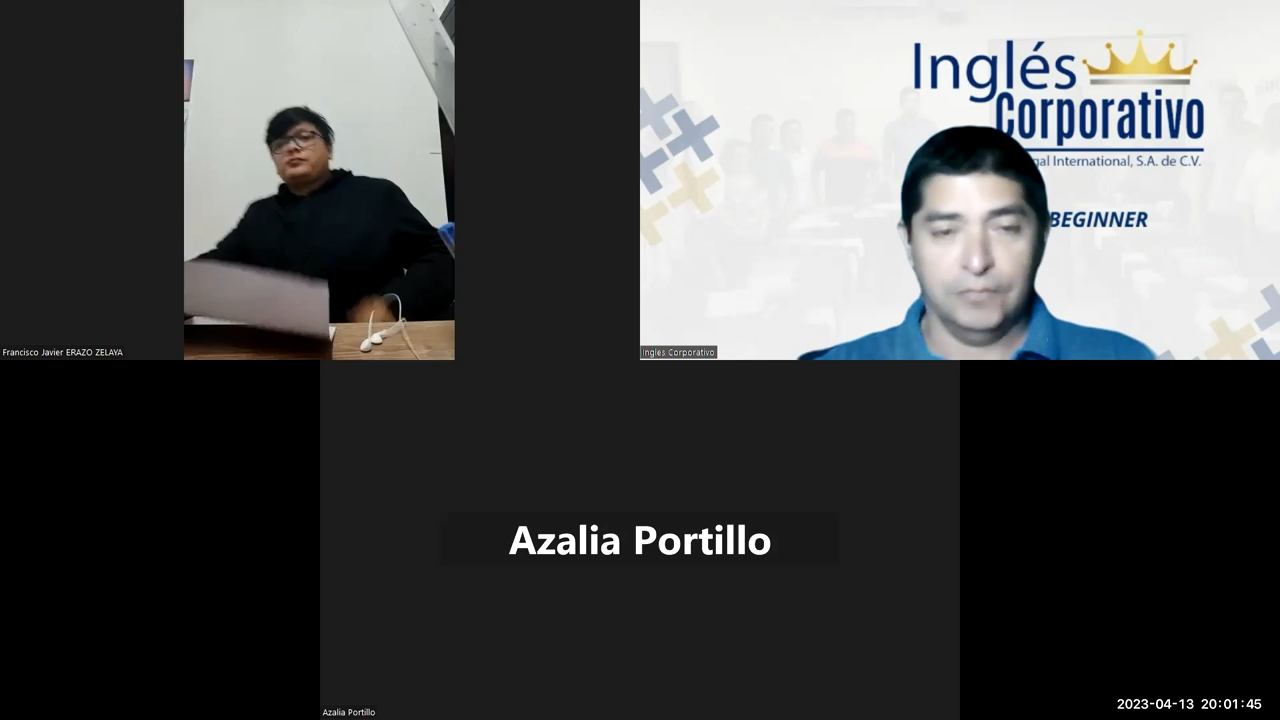 Inglés
Corporativo
gal International, S.A. de C.V.
BEGINNER
Francisco Javier ERAZO ZELAYA
Ingles Corporativo
Azalia Portillo
Azalia Portillo
2023-04-13 20:01:45